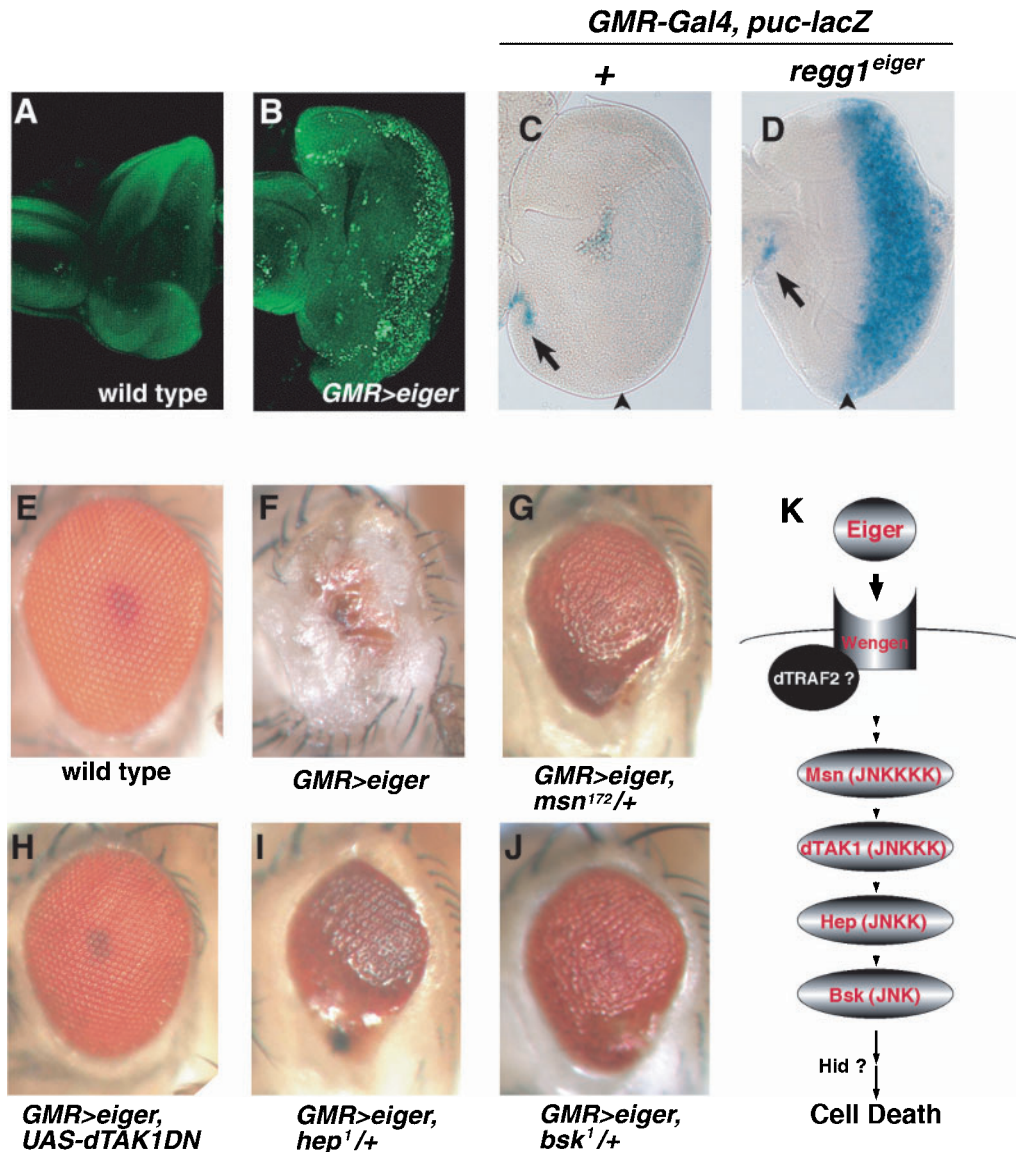 GMR-Gal4, puc-lacZ
+
regg1eiger
A
wild type
B
GMR>eiger
C
D
E
wild type
F
GMR>eiger
G
GMR>eiger,
msn172/+
H
GMR>eiger,
UAS-dTAK1DN
I
GMR>eiger,
hep1/+
J
GMR>eiger,
bsk1/+
K
Eiger
Wengen
dTRAF2 ?
Msn (JNKKKK)
dTAK1 (JNKKK)
Hep (JNKK)
Bsk (JNK)
Hid ?
Cell Death